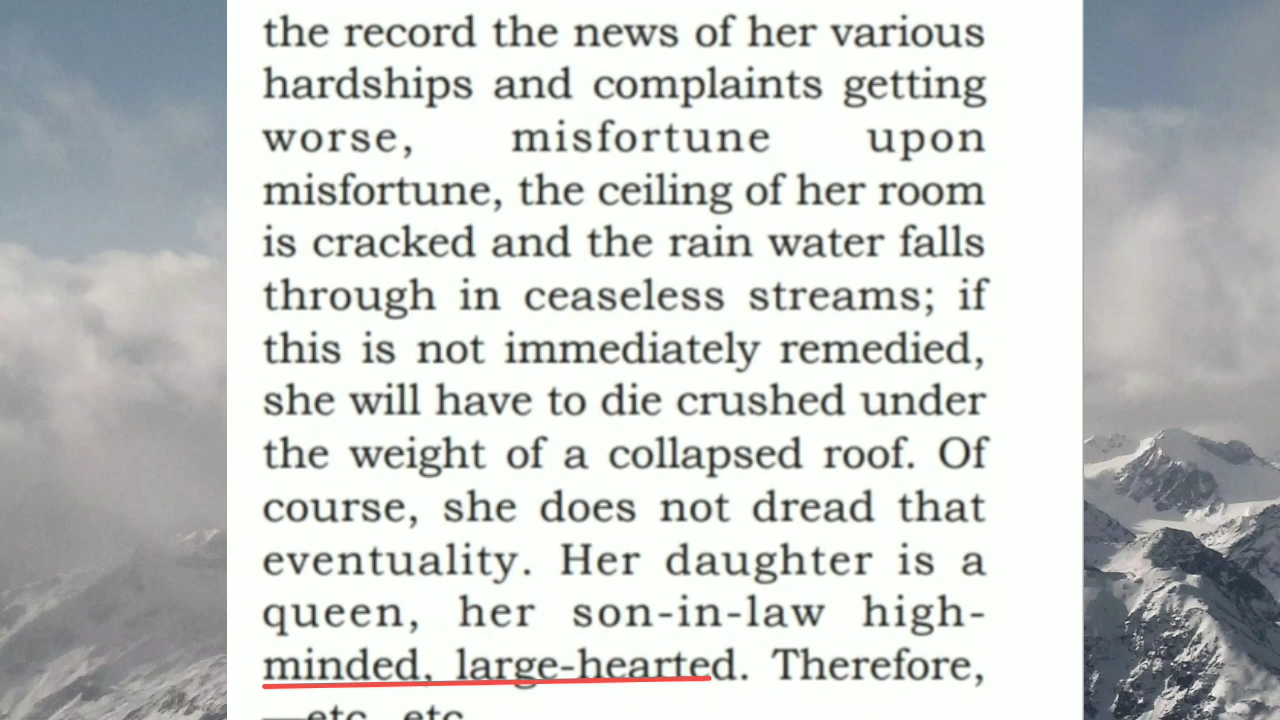 the record the news of her various
hardships and complaints getting
worse, misfortune upon
misfortune, the ceiling of her room
is cracked and the rain water falls
through in ceaseless streams; if
this is not immediately remedied,
she will have to die crushed under
the weight of a collapsed roof. Of
course, she does not dread that
eventuality. Her daughter is a
queen, her son-in-law high-
minded, large-hearted. Therefore,
—etc., etc.